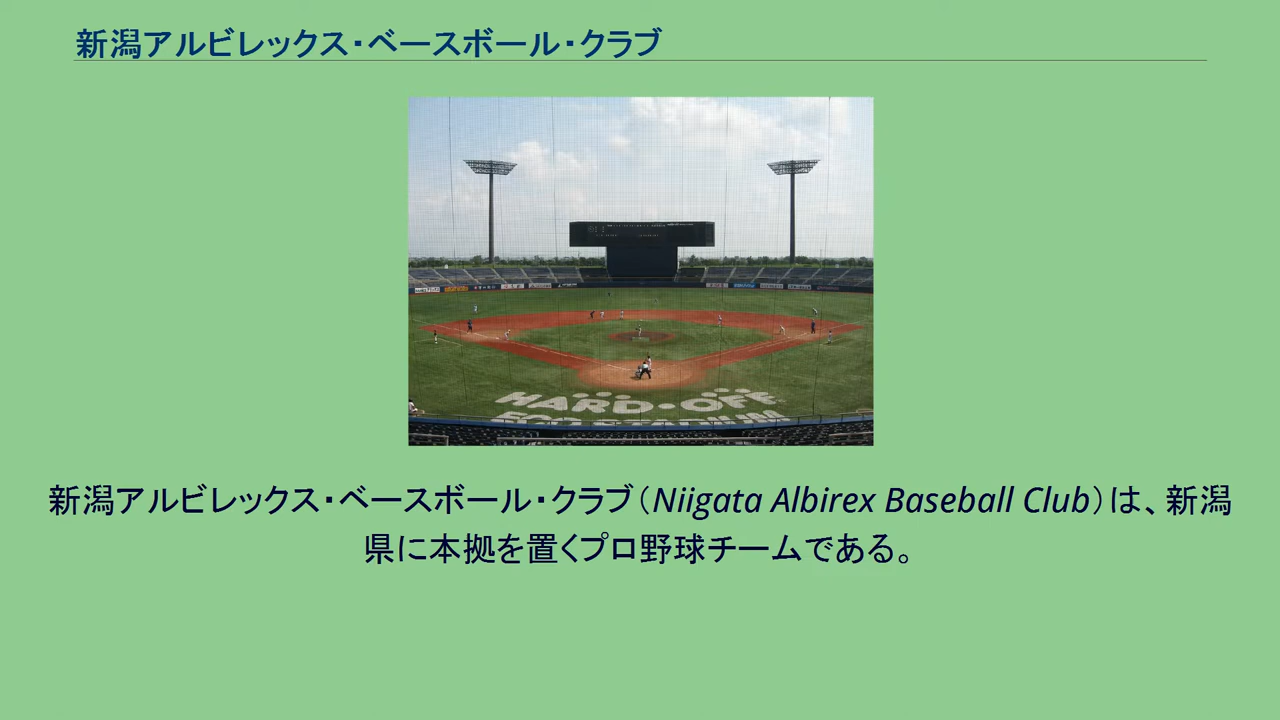 新潟アルビレックス・ベースボール・クラブ
HARD・OFF
新潟アルビレックス・ベースボール・クラブ（Niigata Albirex Baseball Club）は、新潟
県に本拠を置くプロ野球チームである。